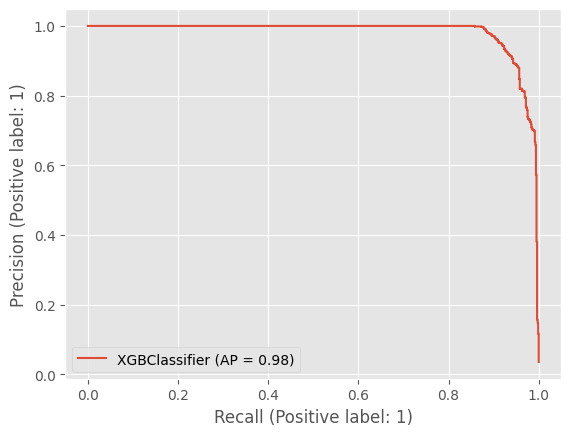 1.0
0.8
0.6
0.4
0.2
0.0
Precision (Positive label: 1)
XGBClassifier (AP = 0.98)
0.0 0.2 0.4 0.6 0.8 1.0
Recall (Positive label: 1)